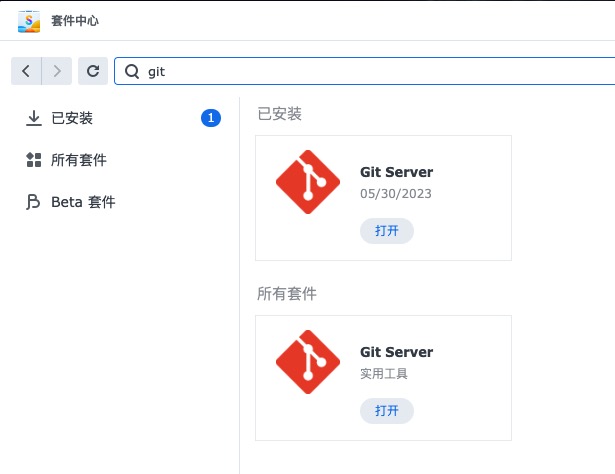 套件中心
git
已安装
1
所有套件
Beta 套件
已安装
Git Server
05/30/2023
打开
所有套件
Git Server
实用工具
打开